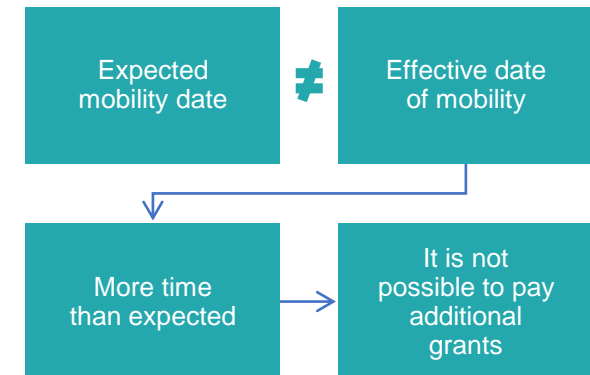 Expected
mobility date
≠
Effective date
of mobility
More time
than expected
It is not
possible to pay
additional
grants